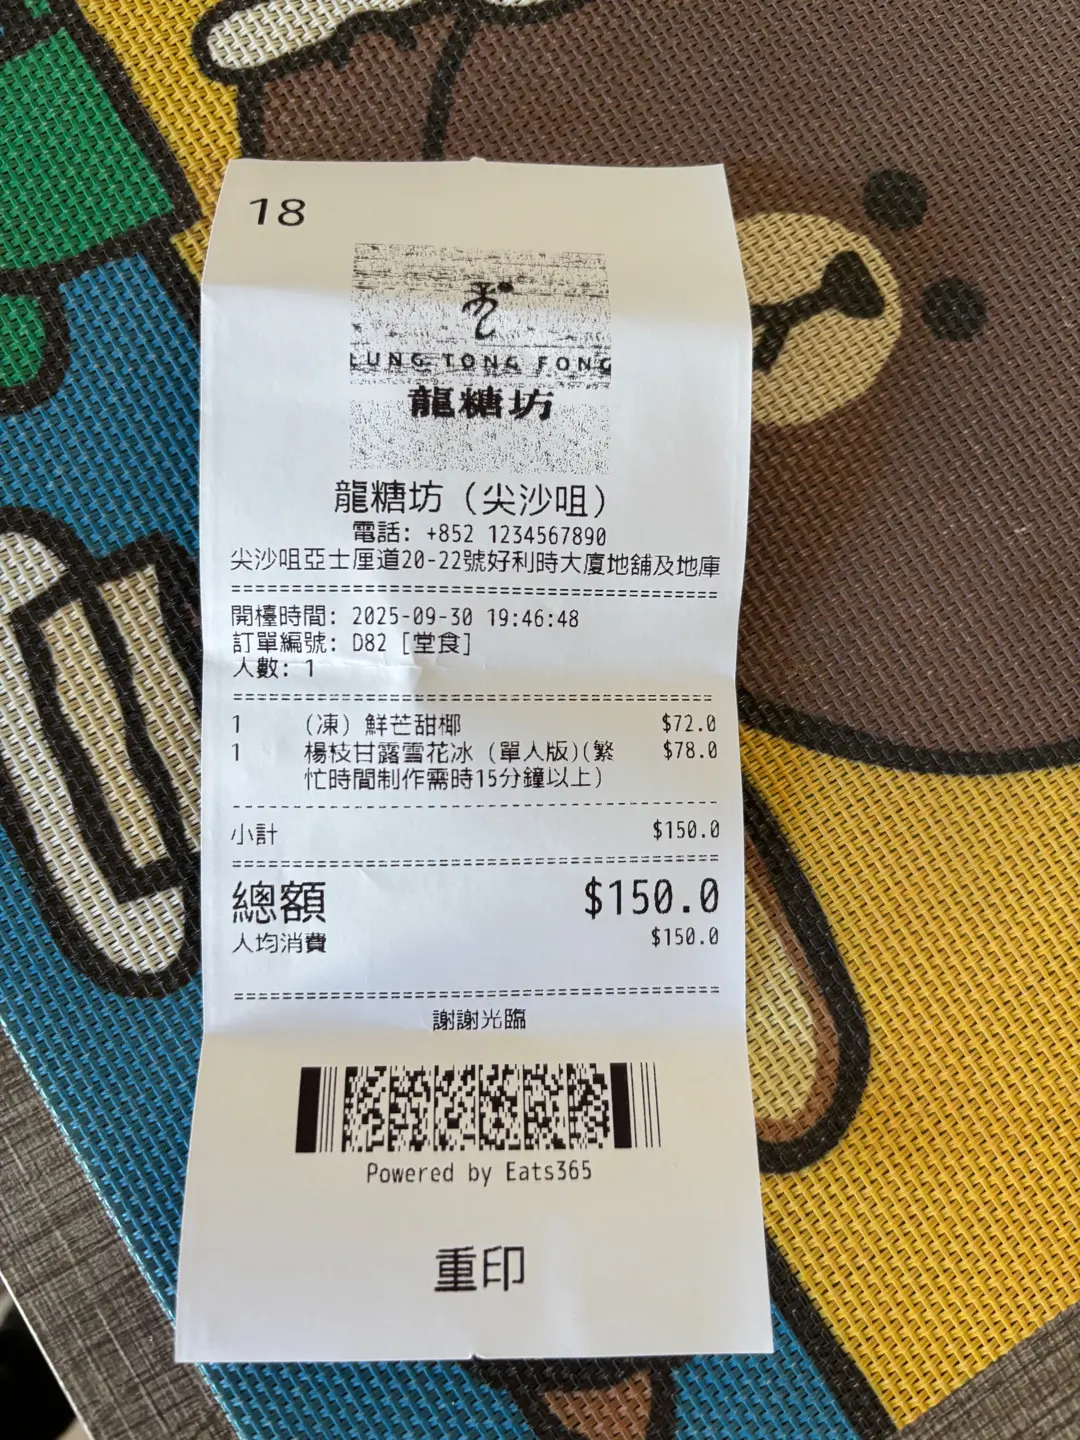 18
LUNG TONG FONG
龍糖坊
龍糖坊 (尖沙咀)
電話: +852 1234567890
尖沙咀亞士厘道20-22號好利時大廈地舖及地庫
開檯時間: 2025-09-30 19:46:48
訂單編號: D82 [堂食]
人數: 1
1 (凍) 鮮芒甜椰 $72.0
1 楊枝甘露雪花冰 (單人版)(繁 $78.0
忙時間制作需時15分鐘以上)
小計 $150.0
總額 $150.0
人均消費 $150.0
謝謝光臨
Powered by Eats365
重印